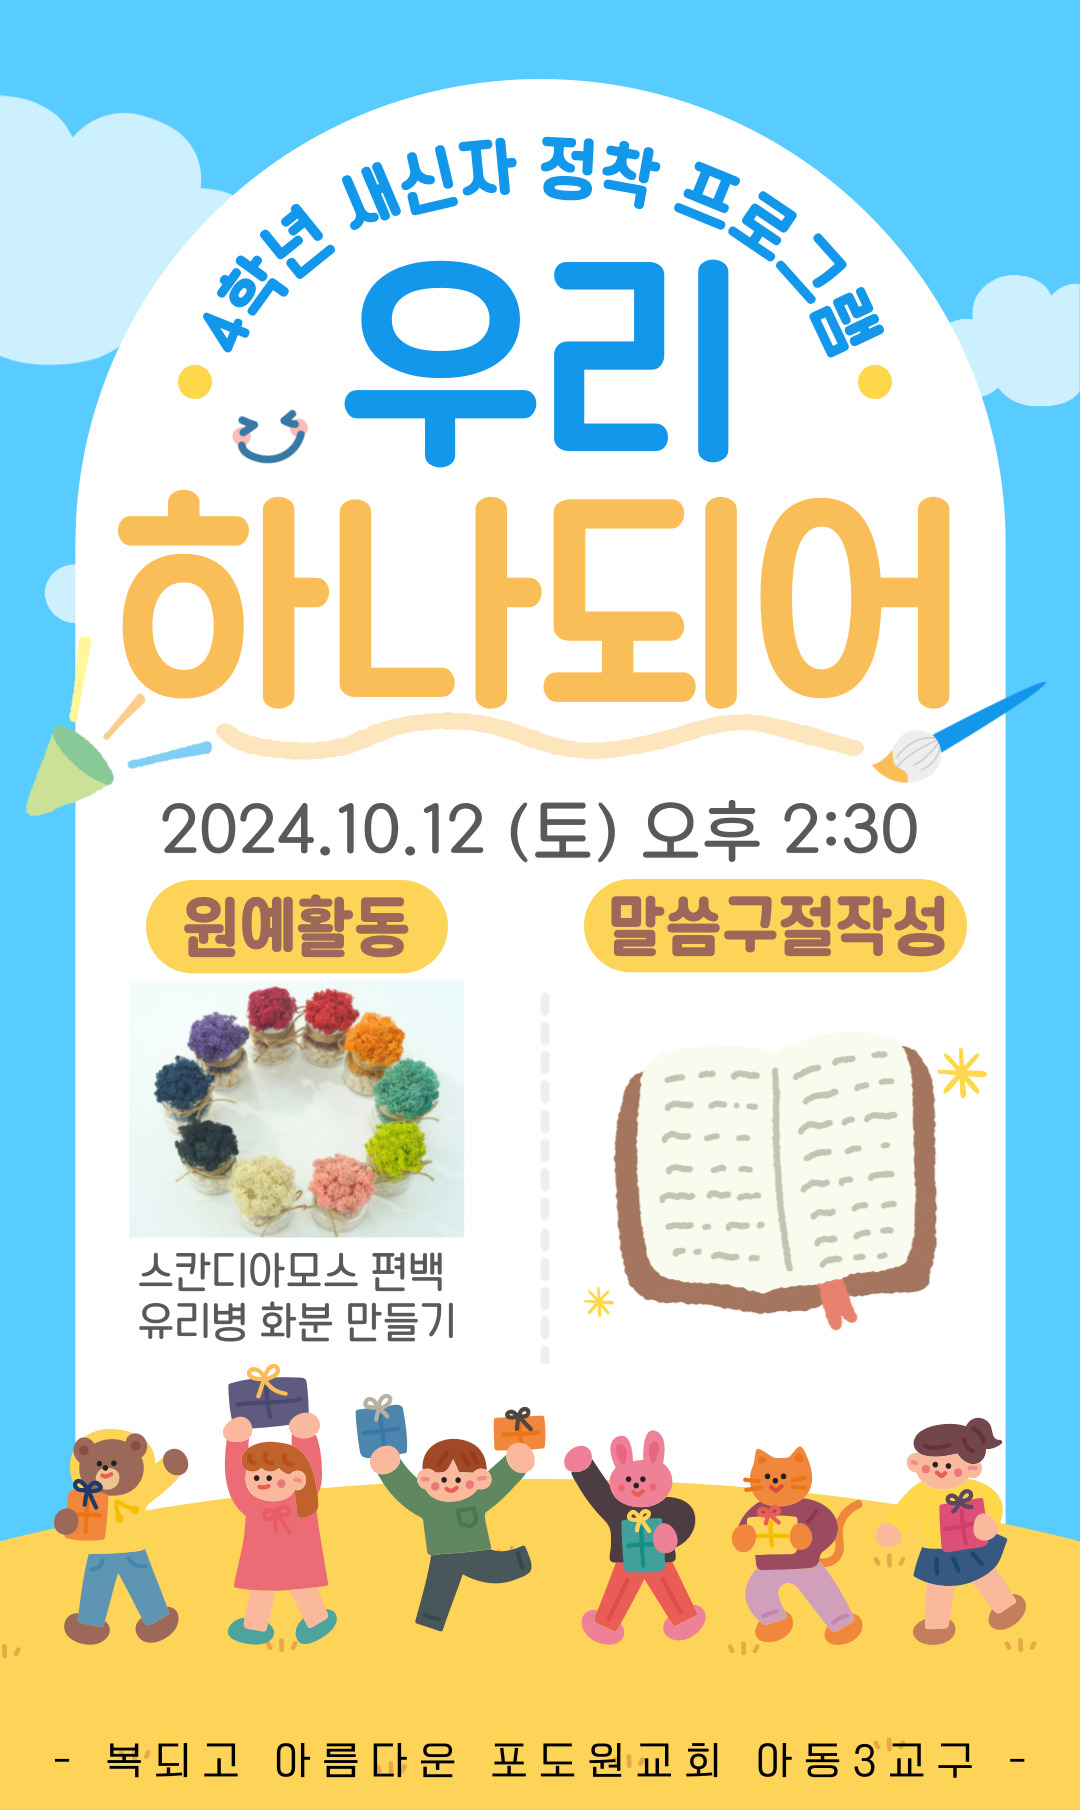 4학년 새신자 정착 프로그램
우리
하나되어
2024.10.12 (토) 오후 2:30
원예활동
말씀구절작성
스칸디아모스 편백
유리병 화분 만들기
- 복되고 아름다운 포도원교회 아동3교구 -